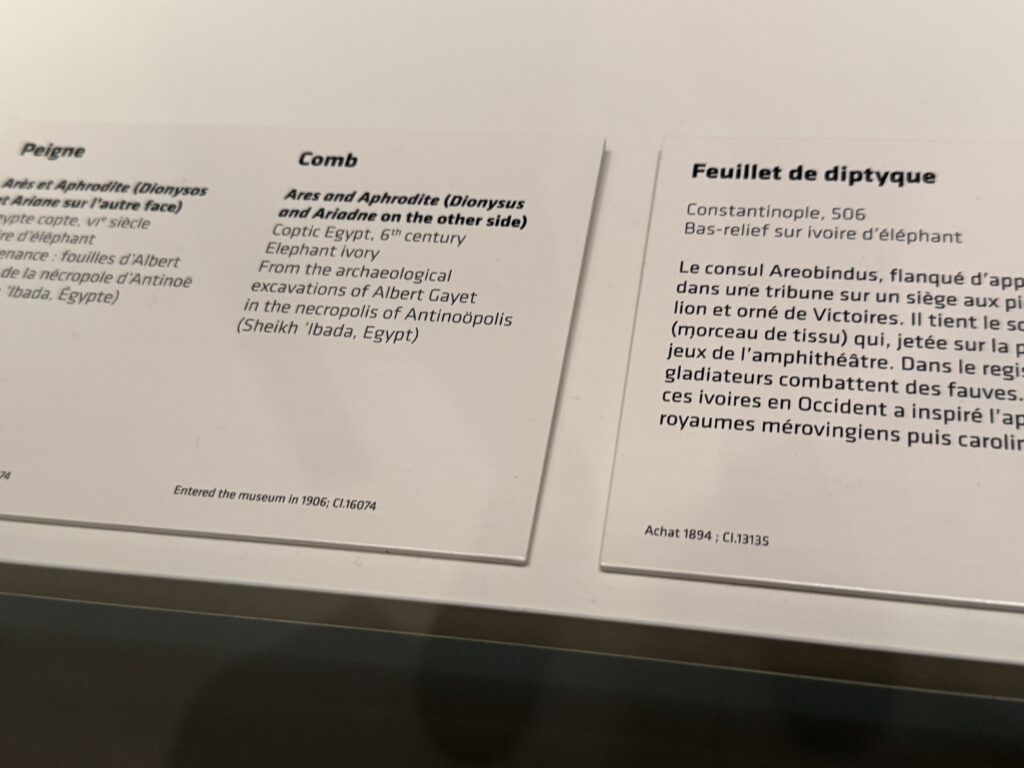 Peigne
Arès et Aphrodite (Dionysos
et Ariane sur l'autre face)
ypte copte, VIe siècle
re d'éléphant
enance : fouilles d'Albert
de la nécropole d'Antinoë
'Ibada, Égypte)
74
Comb
Ares and Aphrodite (Dionysus
and Ariadne on the other side)
Coptic Egypt, 6th century
Elephant ivory
From the archaeological
excavations of Albert Gayet
in the necropolis of Antinoöpolis
(Sheikh 'Ibada, Egypt)
Entered the museum in 1906; Cl.16074
Feuillet de diptyque
Constantinople, 506
Bas-relief sur ivoire d'éléphant
Le consul Areobindus, flanqué d'app
dans une tribune sur un siège aux pi
lion et orné de Victoires. Il tient le
(morceau de tissu) qui, jetée sur la p
jeux de l'amphithéâtre. Dans le regis
gladiateurs combattent des fauves.
ces ivoires en Occident a inspiré l'ap
royaumes mérovingiens puis carolin
Achat 1894 ; Cl.13135